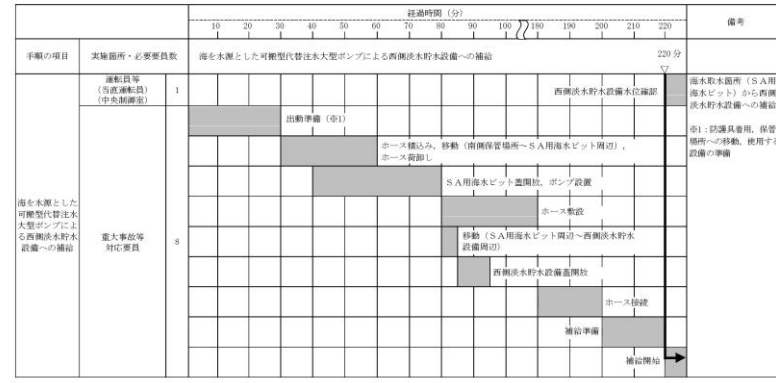 経過時間（分）
備考
10 20 30 40 50 60 70 80 90 100 180 190 200 210 220
手順の項目
実施箇所・必要要員数
海を水源とした可搬型代替注水大型ポンプによる西側淡水貯水設備への補給
220 分
▽
海を水源とした
可搬型代替注水
大型ポンプによ
る西側淡水貯水
設備への補給
運転員等
（当直運転員）
（中央制御室）
1
西側淡水貯水設備水位確認
重大事故等
対応要員
8
出動準備（※1）
ホース積込み，移動（南側保管場所～ＳＡ用海水ピット周辺），
ホース荷卸し
ＳＡ用海水ピット蓋開放，ポンプ設置
ホース敷設
移動（ＳＡ用海水ピット周辺～西側淡水貯水
設備周辺）
西側淡水貯水設備蓋開放
ホース接続
補給準備
補給開始
海水取水箇所（ＳＡ用
海水ピット）から西側
淡水貯水設備への補給
※1：防護具着用，保管
場所への移動，使用す
設備の準備